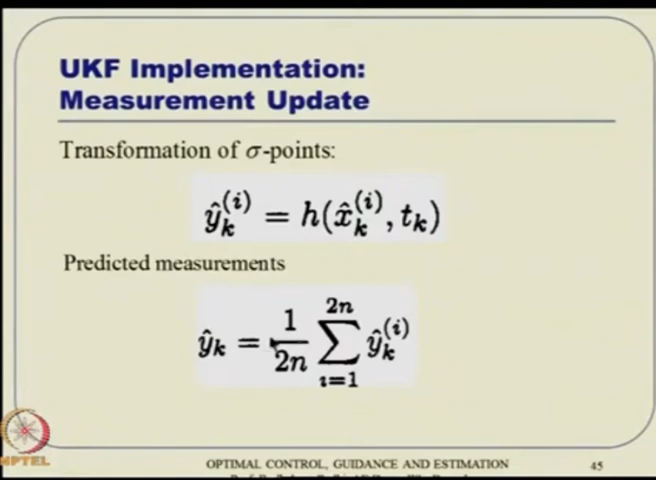 UKF Implementation:
Measurement Update
Transformation of σ-points:
ŷ_k^(i) = h(x̂_k^(i), t_k)
Predicted measurements
ŷ_k = 1/2n ∑_{i=1}^{2n} ŷ_k^(i)
NPTEL
OPTIMAL CONTROL, GUIDANCE AND ESTIMATION
45